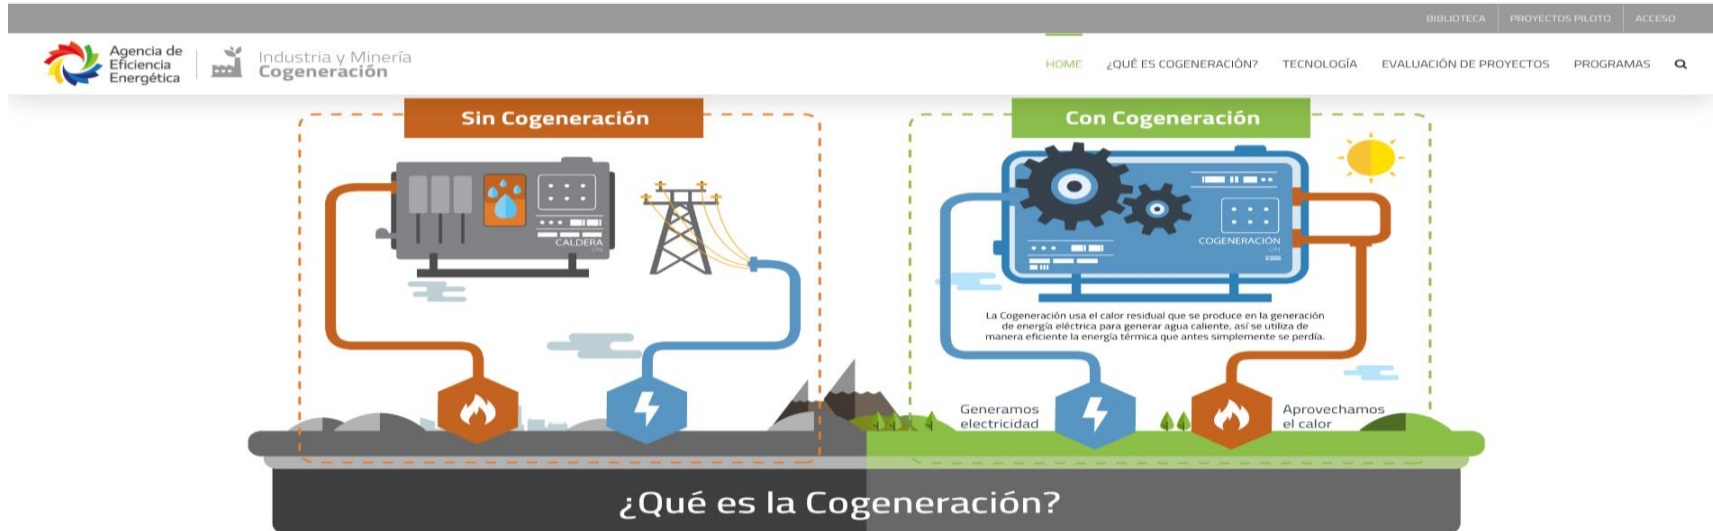 BIBLIOTECA
PROYECTOS PILOTO
ACCESO
Agencia de
Eficiencia
Energética
Industria y Minería
Cogeneración
HOME
¿QUÉ ES COGENERACIÓN?
TECNOLOGÍA
EVALUACIÓN DE PROYECTOS
PROGRAMAS
Sin Cogeneración
CALDERA
ON
Con Cogeneración
COGENERACIÓN
ON
La Cogeneración usa el calor residual que se produce en la generación
de energía eléctrica para generar agua caliente, así se utiliza de
manera eficiente la energía térmica que antes simplemente se perdía.
Generamos
electricidad
Aprovechamos
el calor
¿Qué es la Cogeneración?